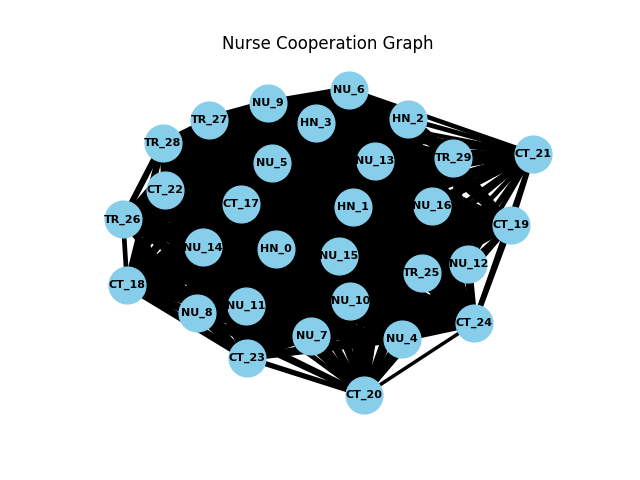 Nurse Cooperation Graph
NU_6
NU_9
HN_2
TR_27
HN_3
TR_28
CT_21
TR_29
NU_13
NU_5
CT_22
CT_17
NU_16
HN_1
TR_26
CT_19
NU_14
HN_0
NU_15
NU_12
TR_25
CT_18
NU_10
NU_11
NU_8
CT_24
NU_7
NU_4
CT_23
CT_20